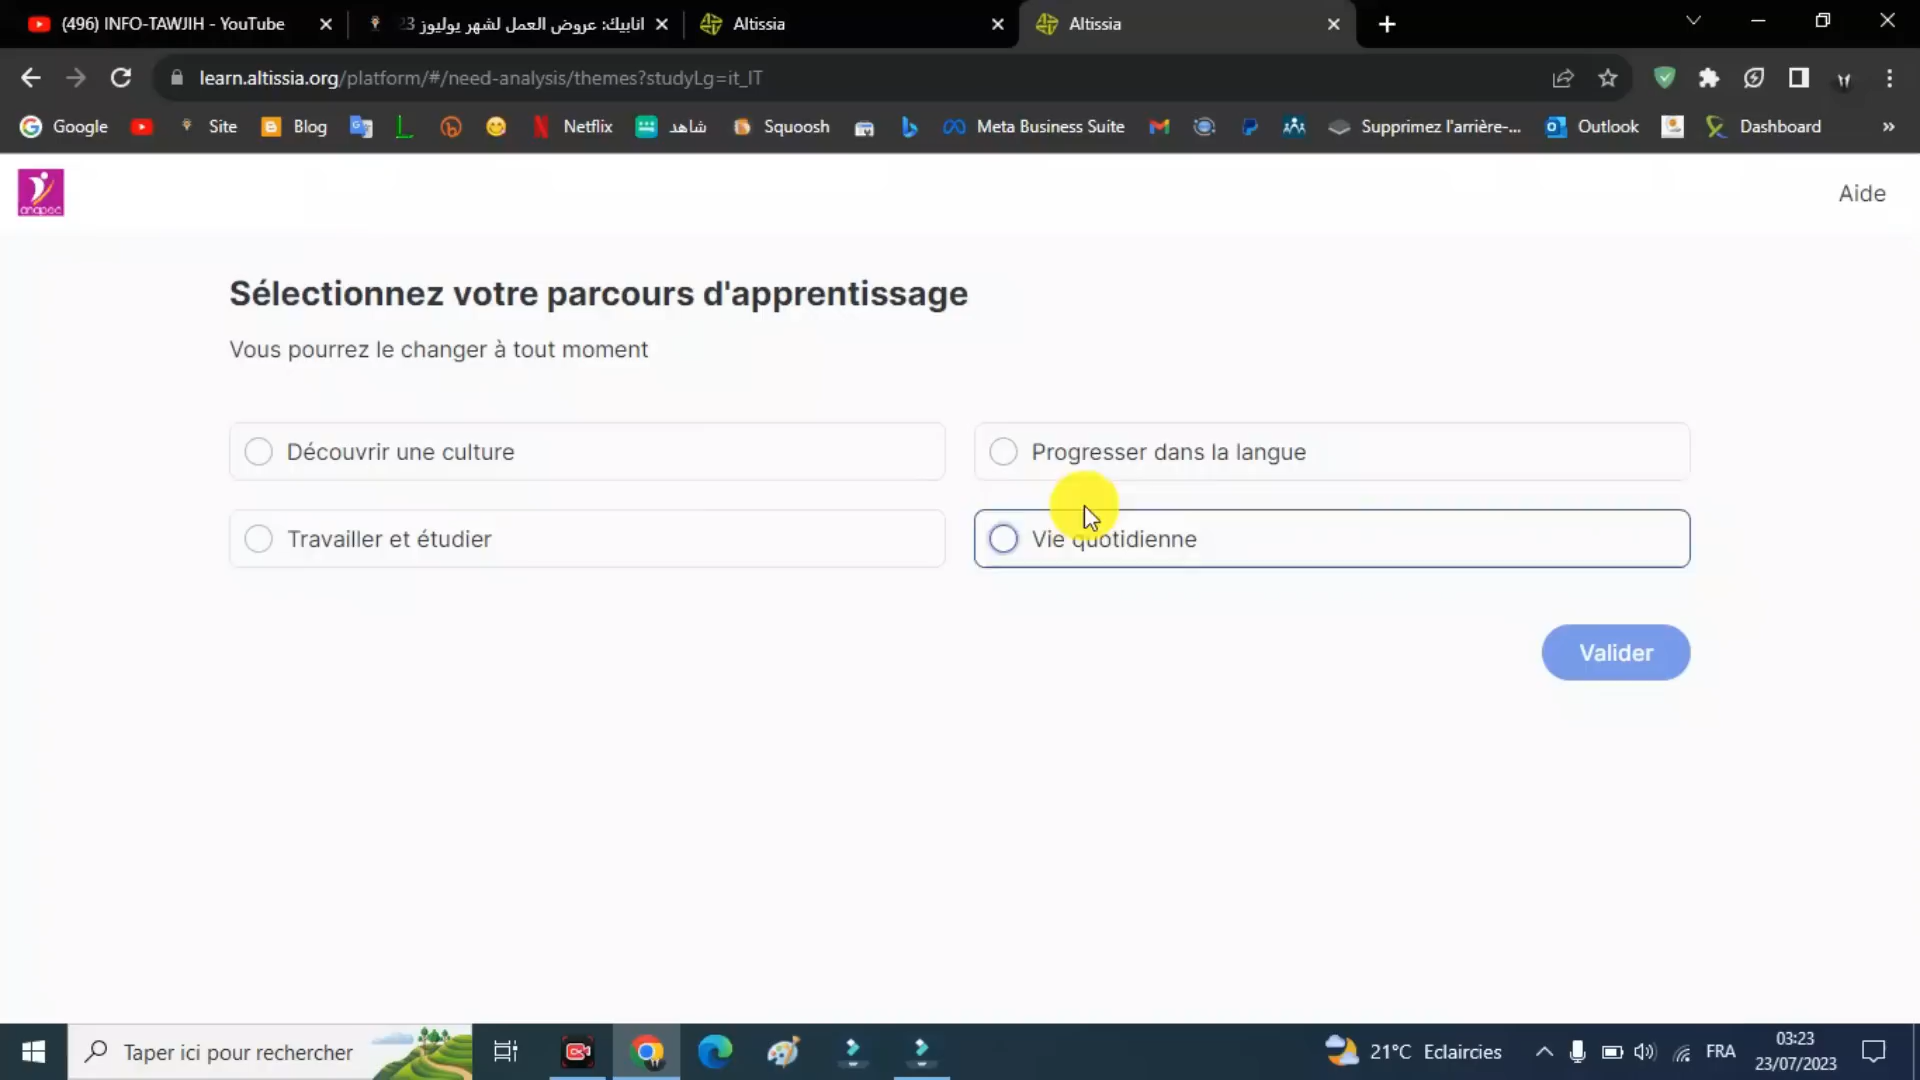 (496) INFO-TAWJIH - YouTube
انابيك: عروض العمل لشهر يوليوز 23
Altissia
Altissia
learn.altissia.org/platform/#/need-analysis/themes?studyLg=it_IT
Google
Site
Blog
Netflix
شاهد
Squoosh
Meta Business Suite
Supprimez l'arrière-...
Outlook
Dashboard
»
anapec
Aide
Sélectionnez votre parcours d'apprentissage
Vous pourrez le changer à tout moment
Découvrir une culture
Progresser dans la langue
Travailler et étudier
Vie quotidienne
Valider
Taper ici pour rechercher
21°C Eclaircies
FRA
03:23
23/07/2023